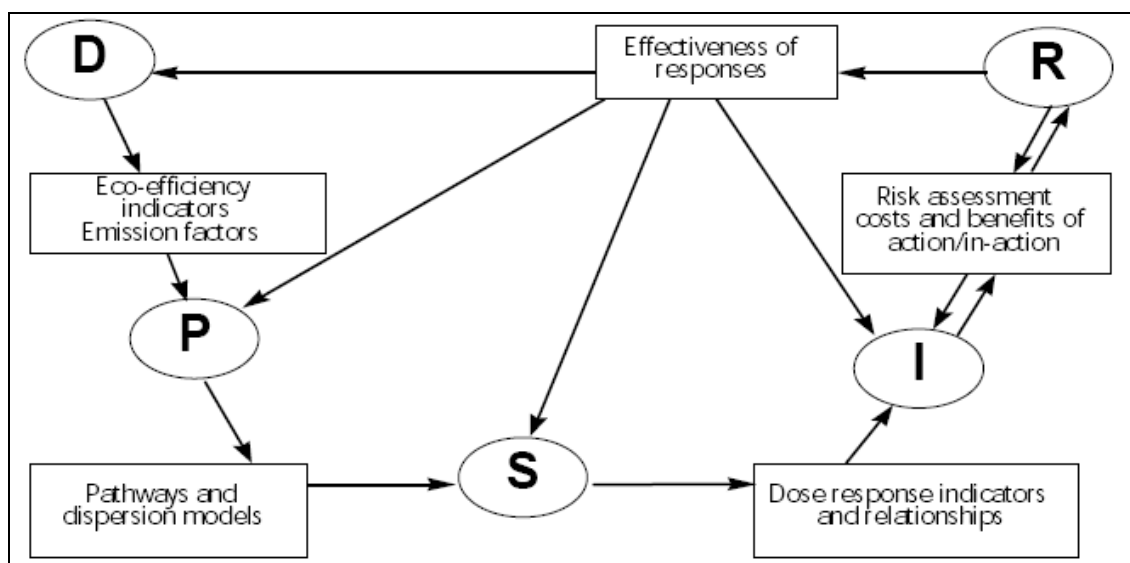 D
Effectiveness of
responses
R
Eco-efficiency
indicators
Emission factors
Risk assessment
costs and benefits of
action/in-action
P
I
Pathways and
dispersion models
S
Dose response indicators
and relationships